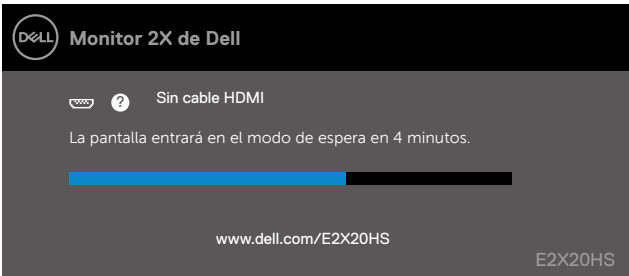 DELL Monitor 2X de Dell
? Sin cable HDMI
La pantalla entrará en el modo de espera en 4 minutos.
www.dell.com/E2X20HS
E2X20HS